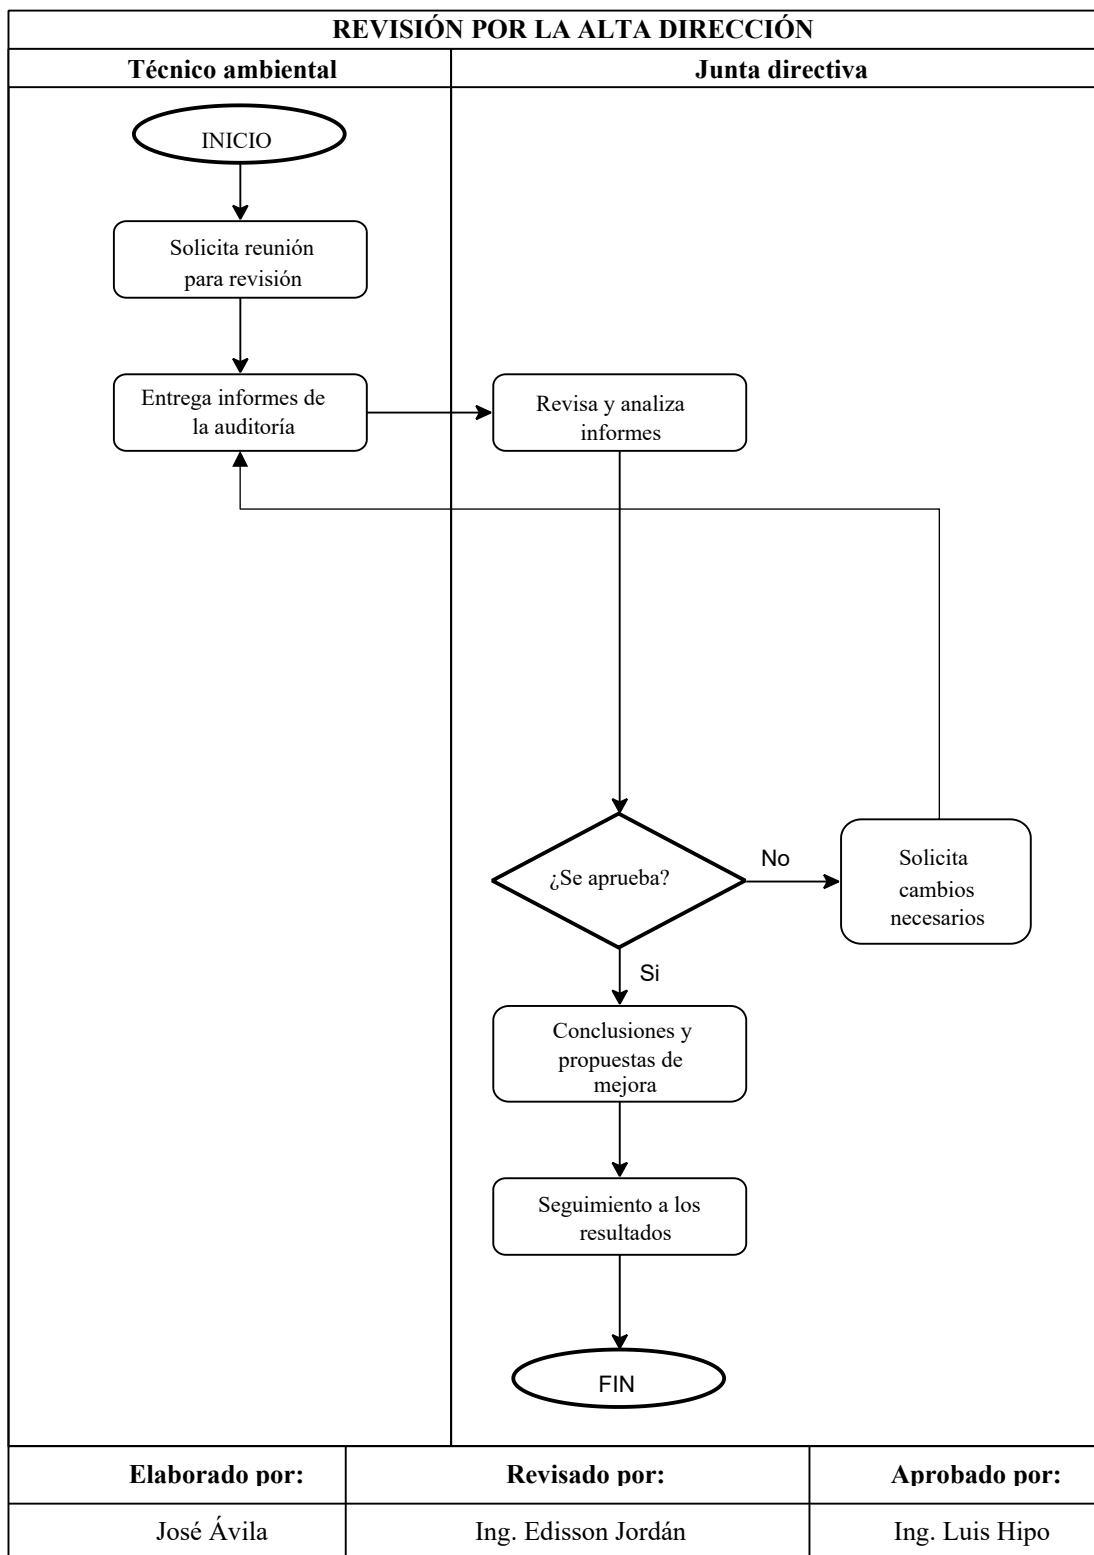 REVISIÓN POR LA ALTA DIRECCIÓN
Técnico ambiental
Junta directiva
INICIO
Solicita reunión
para revisión
Entrega informes de
la auditoría
Revisa y analiza
informes
¿Se aprueba?
No
Solicita
cambios
necesarios
Si
Conclusiones y
propuestas de
mejora
Seguimiento a los
resultados
FIN
Elaborado por:
Revisado por:
Aprobado por:
José Ávila
Ing. Edisson Jordán
Ing. Luis Hipo